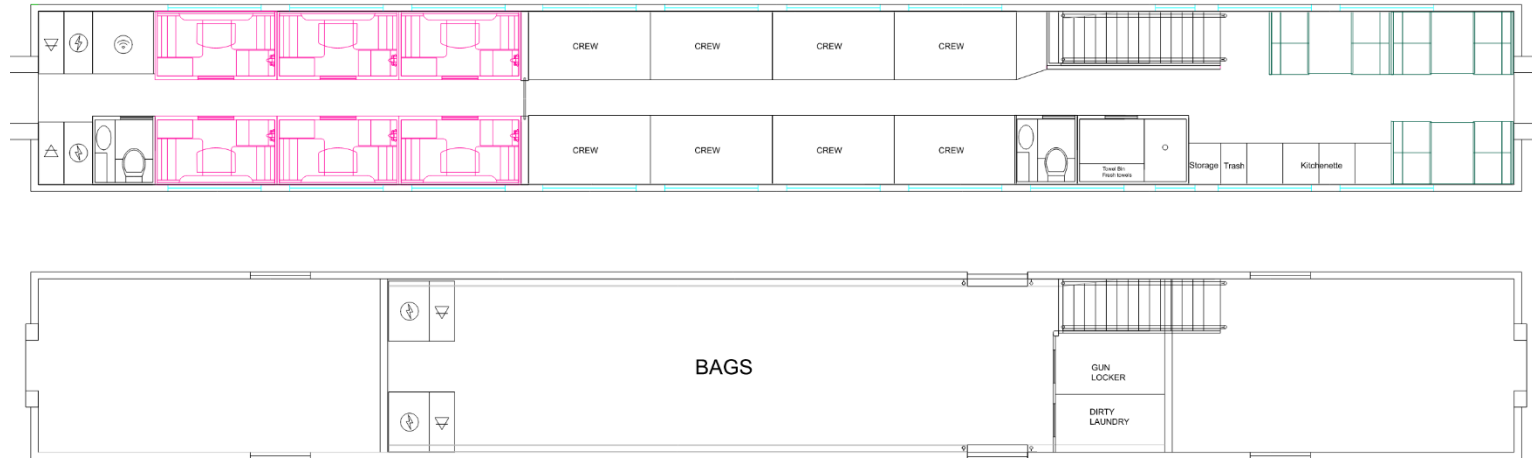 CREW CREW CREW CREW
CREW CREW CREW CREW
Towel Bin
Fresh towels
Storage Trash Kitchenette
BAGS
GUN
LOCKER
DIRTY
LAUNDRY